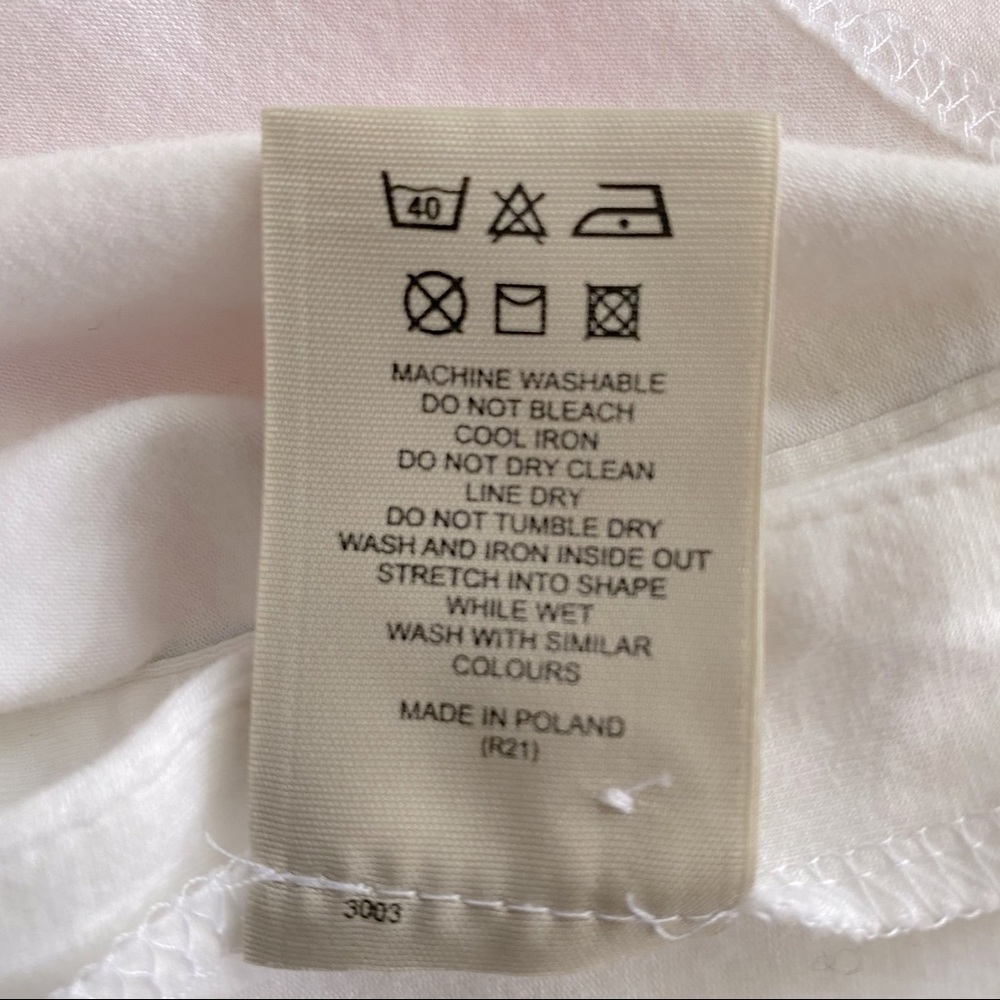 40
MACHINE WASHABLE
DO NOT BLEACH
COOL IRON
DO NOT DRY CLEAN
LINE DRY
DO NOT TUMBLE DRY
WASH AND IRON INSIDE OUT
STRETCH INTO SHAPE
WHILE WET
WASH WITH SIMILAR
COLOURS
MADE IN POLAND
(R21)
3003